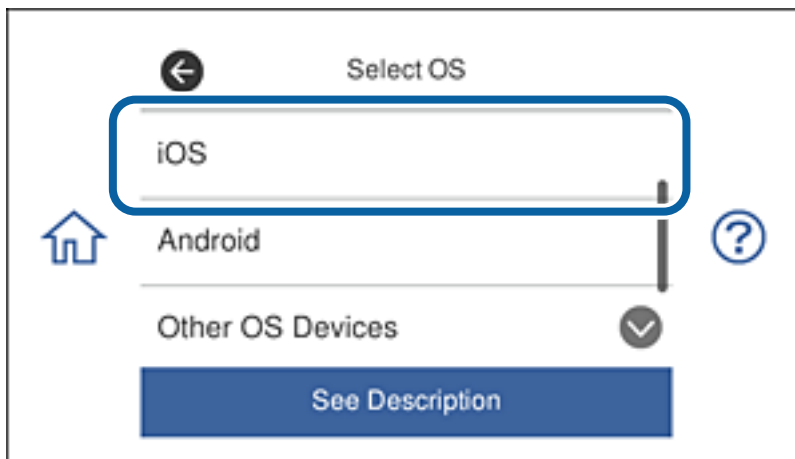 Select OS
iOS
Android
?
Other OS Devices
See Description